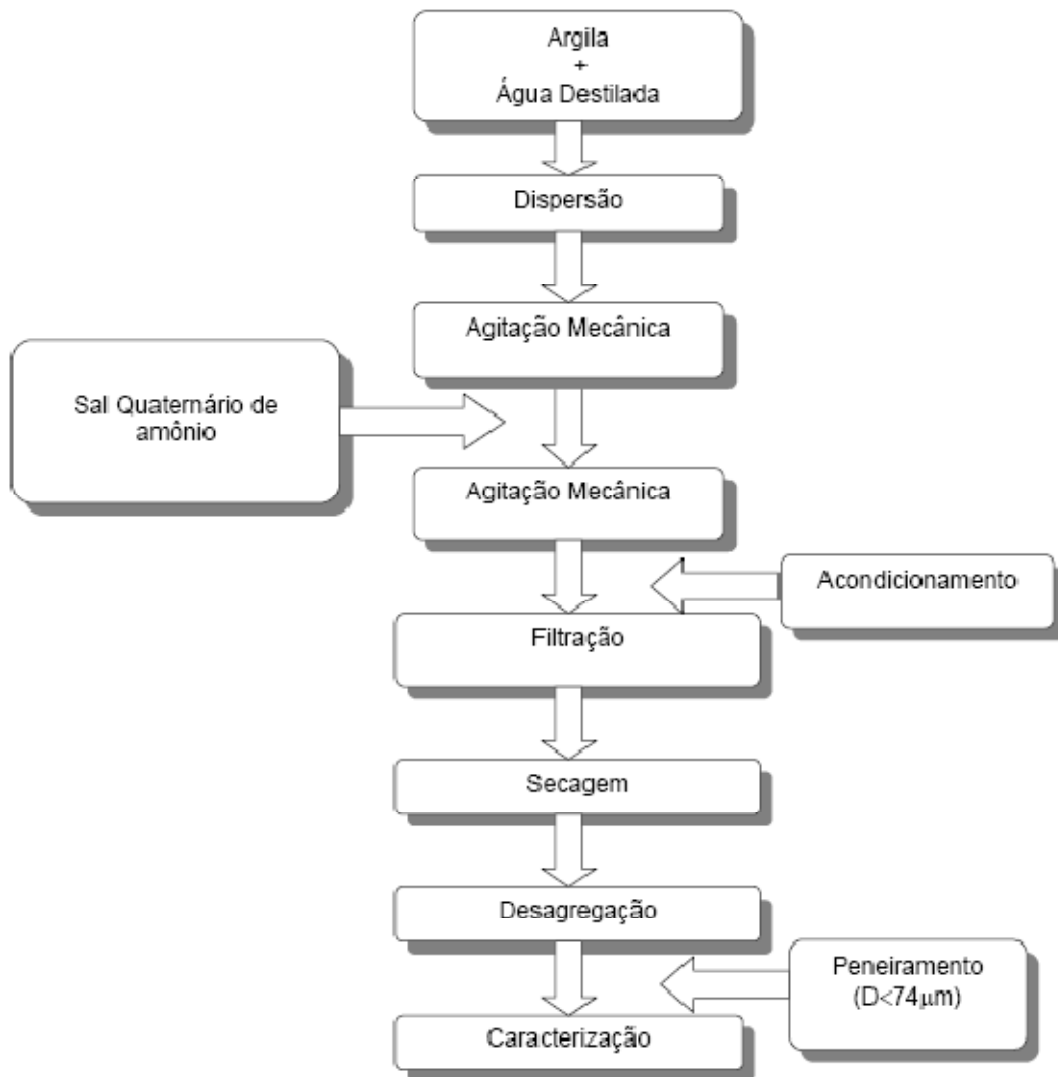 Argila
+
Água Destilada
Dispersão
Agitação Mecânica
Sal Quaternário de
amônio
Agitação Mecânica
Acondicionamento
Filtração
Secagem
Desagregação
Peneiramento
(D<74μm)
Caracterização